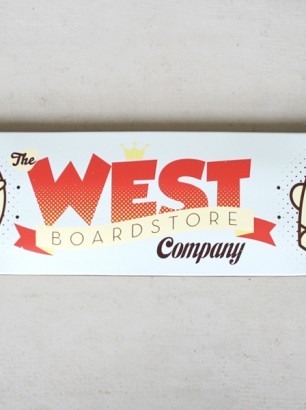 The
WEST
BOARDSTORE
Company